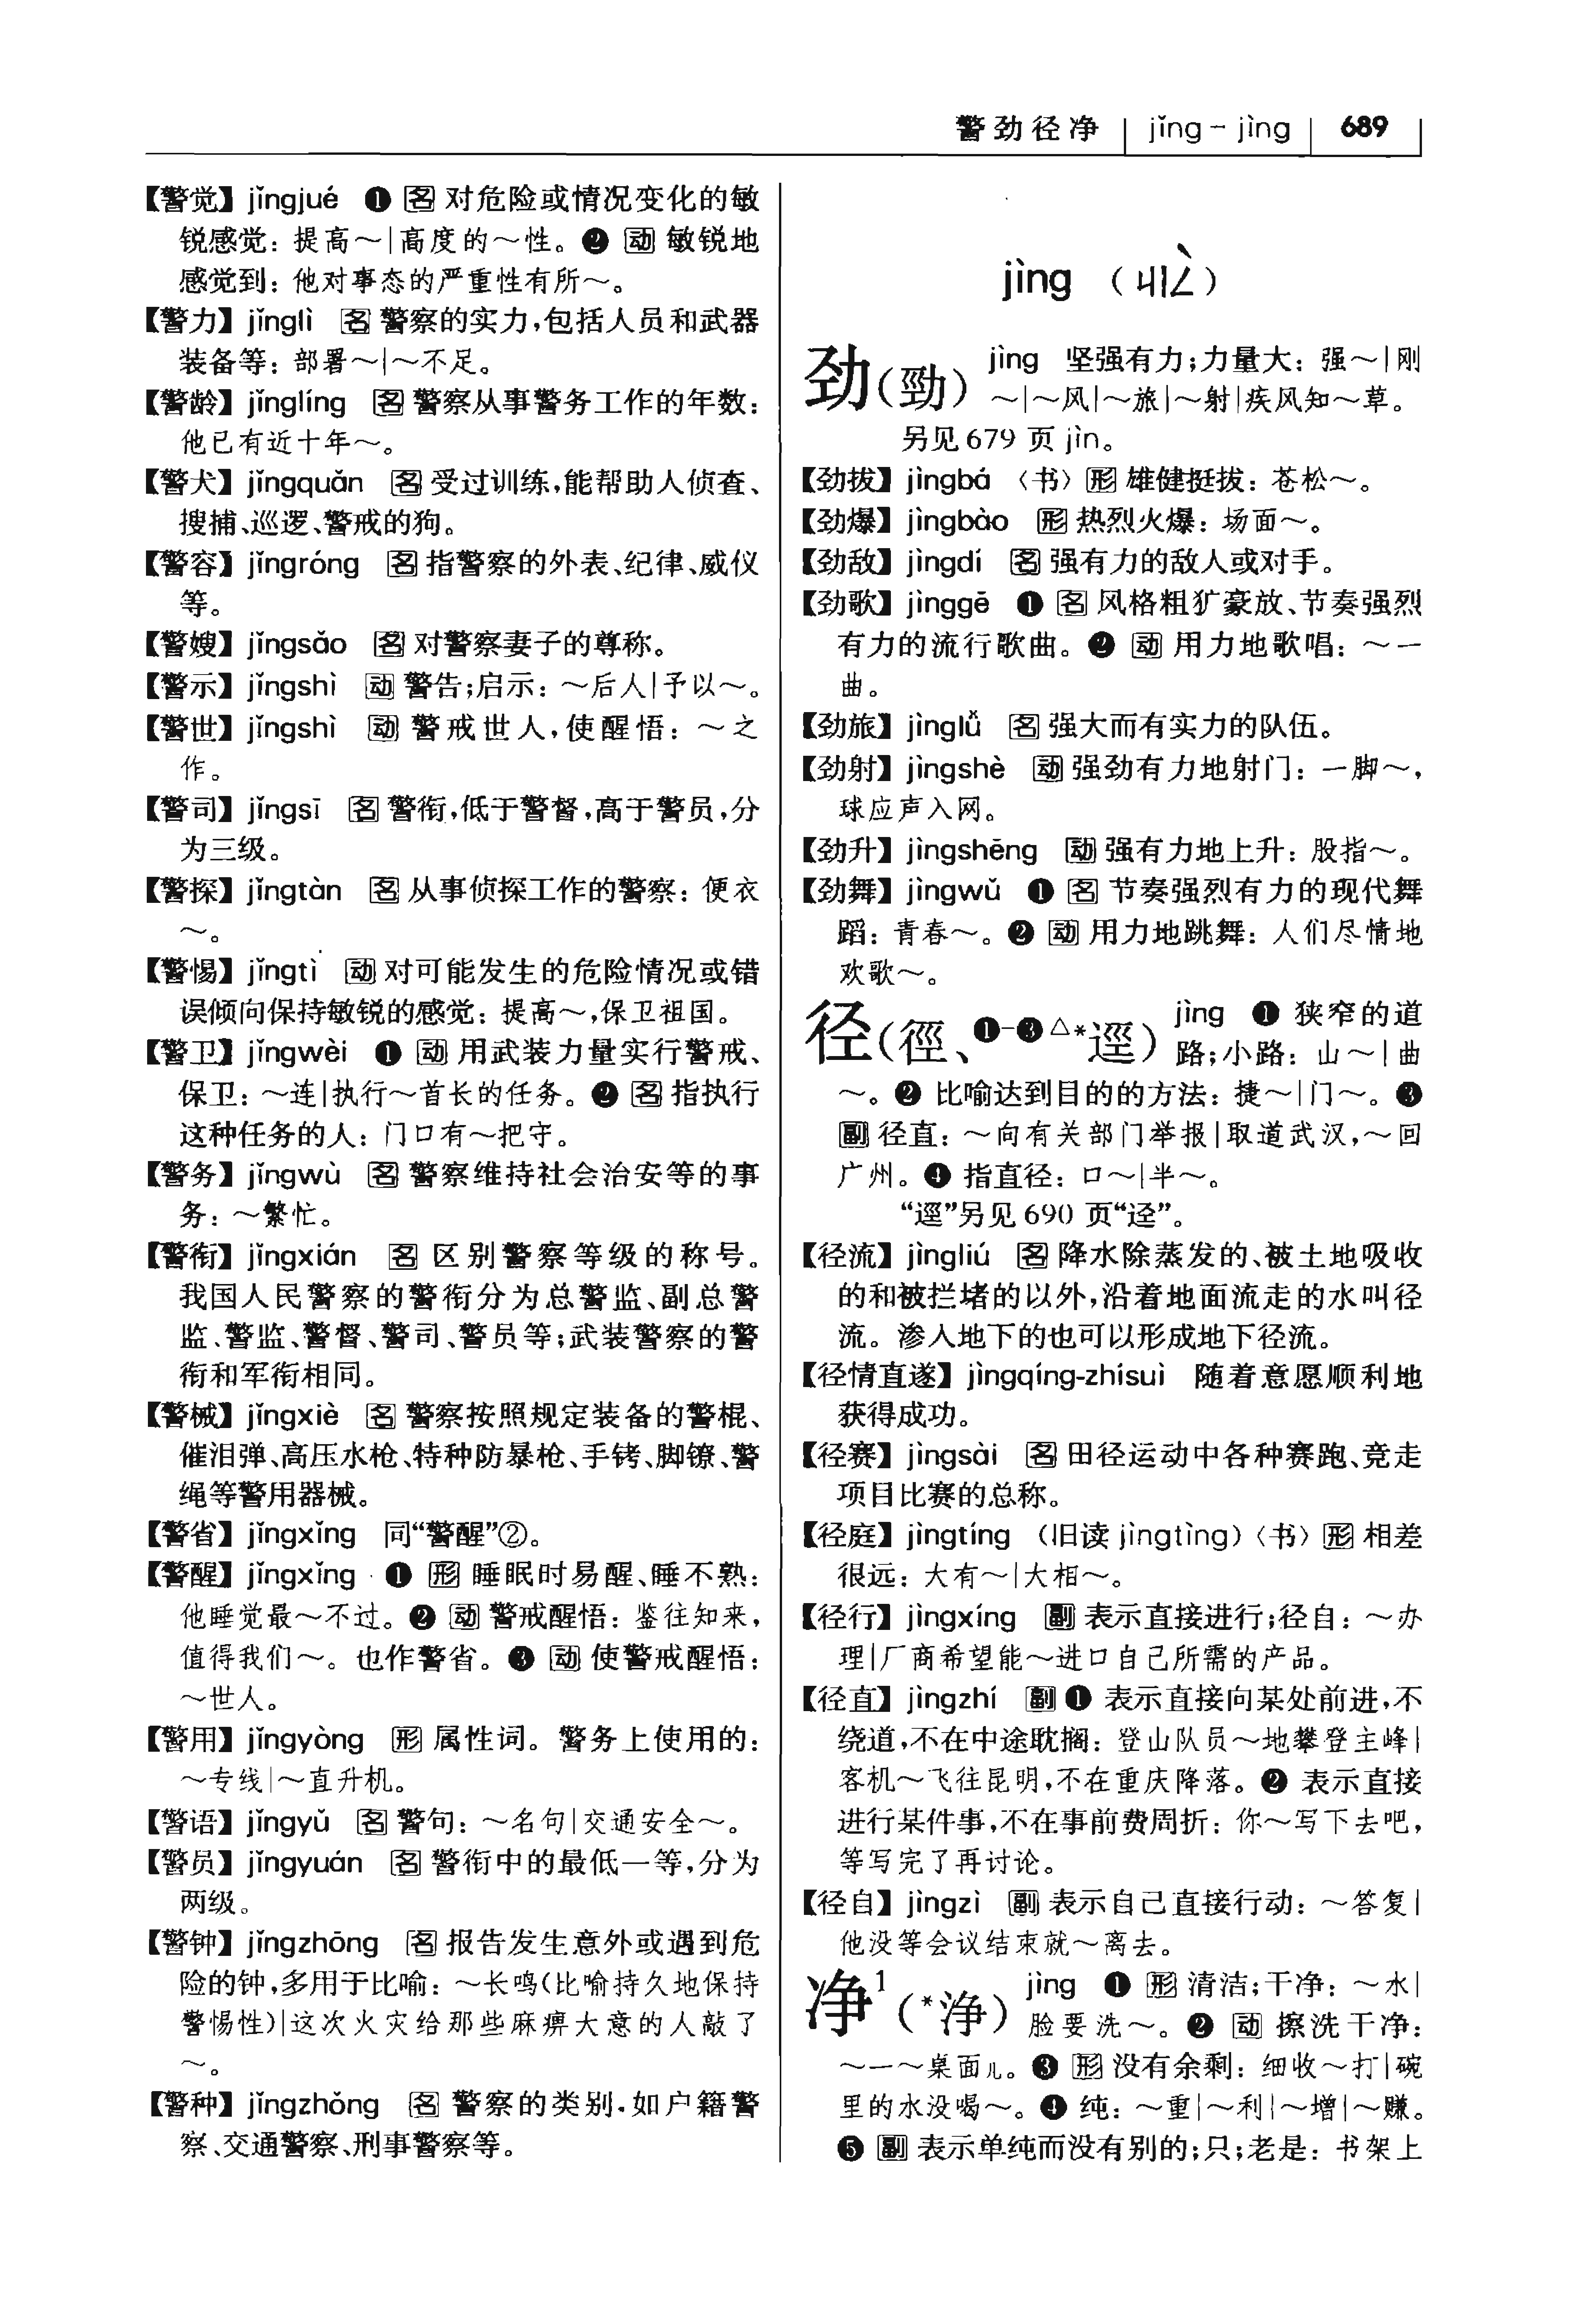 警劲径净 | jǐng－jìng | 689
【警觉】jǐngjué ❶ 名 对危险或情况变化的敏
锐感觉：提高～|高度的～性。❷ 动 敏锐地
感觉到：他对事态的严重性有所～。
【警力】jǐnglì 名 警察的实力，包括人员和武器
装备等：部署～|～不足。
【警龄】jǐnglíng 名 警察从事警务工作的年数：
他已有近十年～。
【警犬】jǐngquǎn 名 受过训练，能帮助人侦查、
搜捕、巡逻、警戒的狗。
【警容】jǐngróng 名 指警察的外表、纪律、威仪
等。
【警嫂】jǐngsǎo 名 对警察妻子的尊称。
【警示】jǐngshì 动 警告；启示：～后人|予以～。
【警世】jǐngshì 动 警戒世人，使醒悟：～之
作。
【警司】jǐngsī 名 警衔，低于警督，高于警员，分
为三级。
【警探】jǐngtàn 名 从事侦探工作的警察：便衣
～。
【警惕】jǐngtì 动 对可能发生的危险情况或错
误倾向保持敏锐的感觉：提高～，保卫祖国。
【警卫】jǐngwèi ❶ 动 用武装力量实行警戒、
保卫：～连|执行～首长的任务。❷ 名 指执行
这种任务的人：门口有～把守。
【警务】jǐngwù 名 警察维持社会治安等的事
务：～繁忙。
【警衔】jǐngxián 名 区别警察等级的称号。
我国人民警察的警衔分为总警监、副总警
监、警监、警督、警司、警员等；武装警察的警
衔和军衔相同。
【警械】jǐngxiè 名 警察按照规定装备的警棍、
催泪弹、高压水枪、特种防暴枪、手铐、脚镣、警
绳等警用器械。
【警省】jǐngxǐng 同“警醒”②。
【警醒】jǐngxǐng ❶ 形 睡眠时易醒、睡不熟：
他睡觉最～不过。❷ 动 警戒醒悟：鉴往知来，
值得我们～。也作警省。❸ 动 使警戒醒悟：
～世人。
【警用】jǐngyòng 形 属性词。警务上使用的：
～专线|～直升机。
【警语】jǐngyǔ 名 警句：～名句|交通安全～。
【警员】jǐngyuán 名 警衔中的最低一等，分为
两级。
【警钟】jǐngzhōng 名 报告发生意外或遇到危
险的钟，多用于比喻：～长鸣（比喻持久地保持
警惕性）|这次火灾给那些麻痹大意的人敲了
～。
【警种】jǐngzhǒng 名 警察的类别，如户籍警
察、交通警察、刑事警察等。
jìng （ㄐㄧㄥˋ）
劲（勁） jìng 坚强有力；力量大：强～|刚
～|～风|～旅|～射|疾风知～草。
另见 679 页 jìn。
【劲拔】jìngbá 〈书〉形 雄健挺拔：苍松～。
【劲爆】jìngbào 形 热烈火爆：场面～。
【劲敌】jìngdí 名 强有力的敌人或对手。
【劲歌】jìnggē ❶ 名 风格粗犷豪放、节奏强烈
有力的流行歌曲。❷ 动 用力地歌唱：～一
曲。
【劲旅】jìnglǚ 名 强大而有实力的队伍。
【劲射】jìngshè 动 强劲有力地射门：一脚～，
球应声入网。
【劲升】jìngshēng 动 强有力地上升：股指～。
【劲舞】jìngwǔ ❶ 名 节奏强烈有力的现代舞
蹈：青春～。❷ 动 用力地跳舞：人们尽情地
欢歌～。
径（徑、❶-❸△*逕） jìng ❶ 狭窄的道
路；小路：山～|曲
～。❷ 比喻达到目的的方法：捷～|门～。❸
副 径直：～向有关部门举报|取道武汉，～回
广州。❹ 指直径：口～|半～。
“逕”另见 690 页“迳”。
【径流】jìngliú 名 降水除蒸发的、被土地吸收
的和被拦堵的以外，沿着地面流走的水叫径
流。渗入地下的也可以形成地下径流。
【径情直遂】jìngqíng-zhísuì 随着意愿顺利地
获得成功。
【径赛】jìngsài 名 田径运动中各种赛跑、竞走
项目比赛的总称。
【径庭】jìngtíng （旧读 jìngtìng）〈书〉形 相差
很远：大有～|大相～。
【径行】jìngxíng 副 表示直接进行；径自：～办
理|厂商希望能～进口自己所需的产品。
【径直】jìngzhí 副 ❶ 表示直接向某处前进，不
绕道，不在中途耽搁：登山队员～地攀登主峰|
客机～飞往昆明，不在重庆降落。❷ 表示直接
进行某件事，不在事前费周折：你～写下去吧，
等写完了再讨论。
【径自】jìngzì 副 表示自己直接行动：～答复|
他没等会议结束就～离去。
净1（*淨） jìng ❶ 形 清洁；干净：～水|
脸要洗～。❷ 动 擦洗干净：
～一～桌面儿。❸ 形 没有余剩：细收～打|碗
里的水没喝～。❹ 纯：～重|～利|～增|～赚。
❺ 副 表示单纯而没有别的；只；老是：书架上